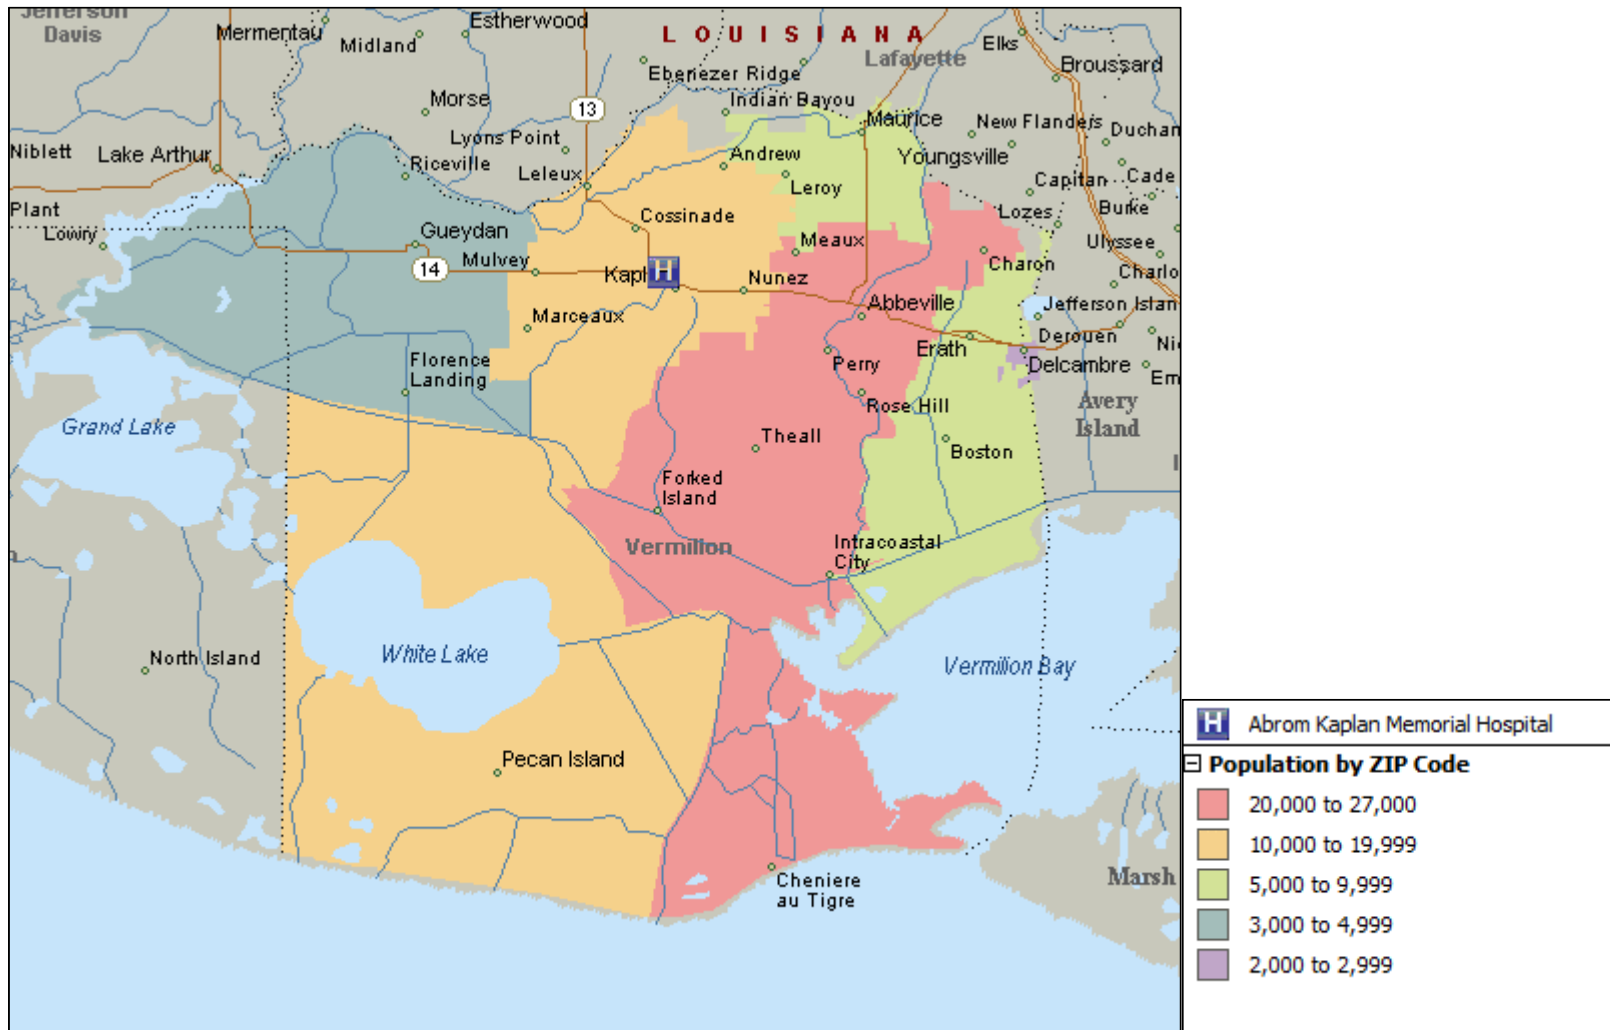 Jefferson
Davis
Mermentau
Midland
Estherwood
LOUISIANA
Lafayette
Elks
Broussard
Ebenezer Ridge
Morse
13
Indian Bayou
Maurice
New Flanders
Duchan
Niblett
Lake Arthur
Lyons Point
Riceville
Leleux
Andrew
Leroy
Youngsville
Capitan
Cade
Plant
Lowry
Gueydan
Cossinade
Lozes
Burke
Mulvey
14
Kapl
H
Meaux
Nunez
Charon
Ulyssee
Charlo
Marceaux
Abbeville
Jefferson Islan
Florence
Landing
Perry
Erath
Derouen
Ni
Delcambre
Em
Grand Lake
Rose Hill
Avery
Island
Theall
Boston
Forked
Island
Vermilion
Intracoastal
City
North Island
White Lake
Vermilion Bay
Pecan Island
Cheniere
au Tigre
Marsh
H Abrom Kaplan Memorial Hospital
Population by ZIP Code
20,000 to 27,000
10,000 to 19,999
5,000 to 9,999
3,000 to 4,999
2,000 to 2,999